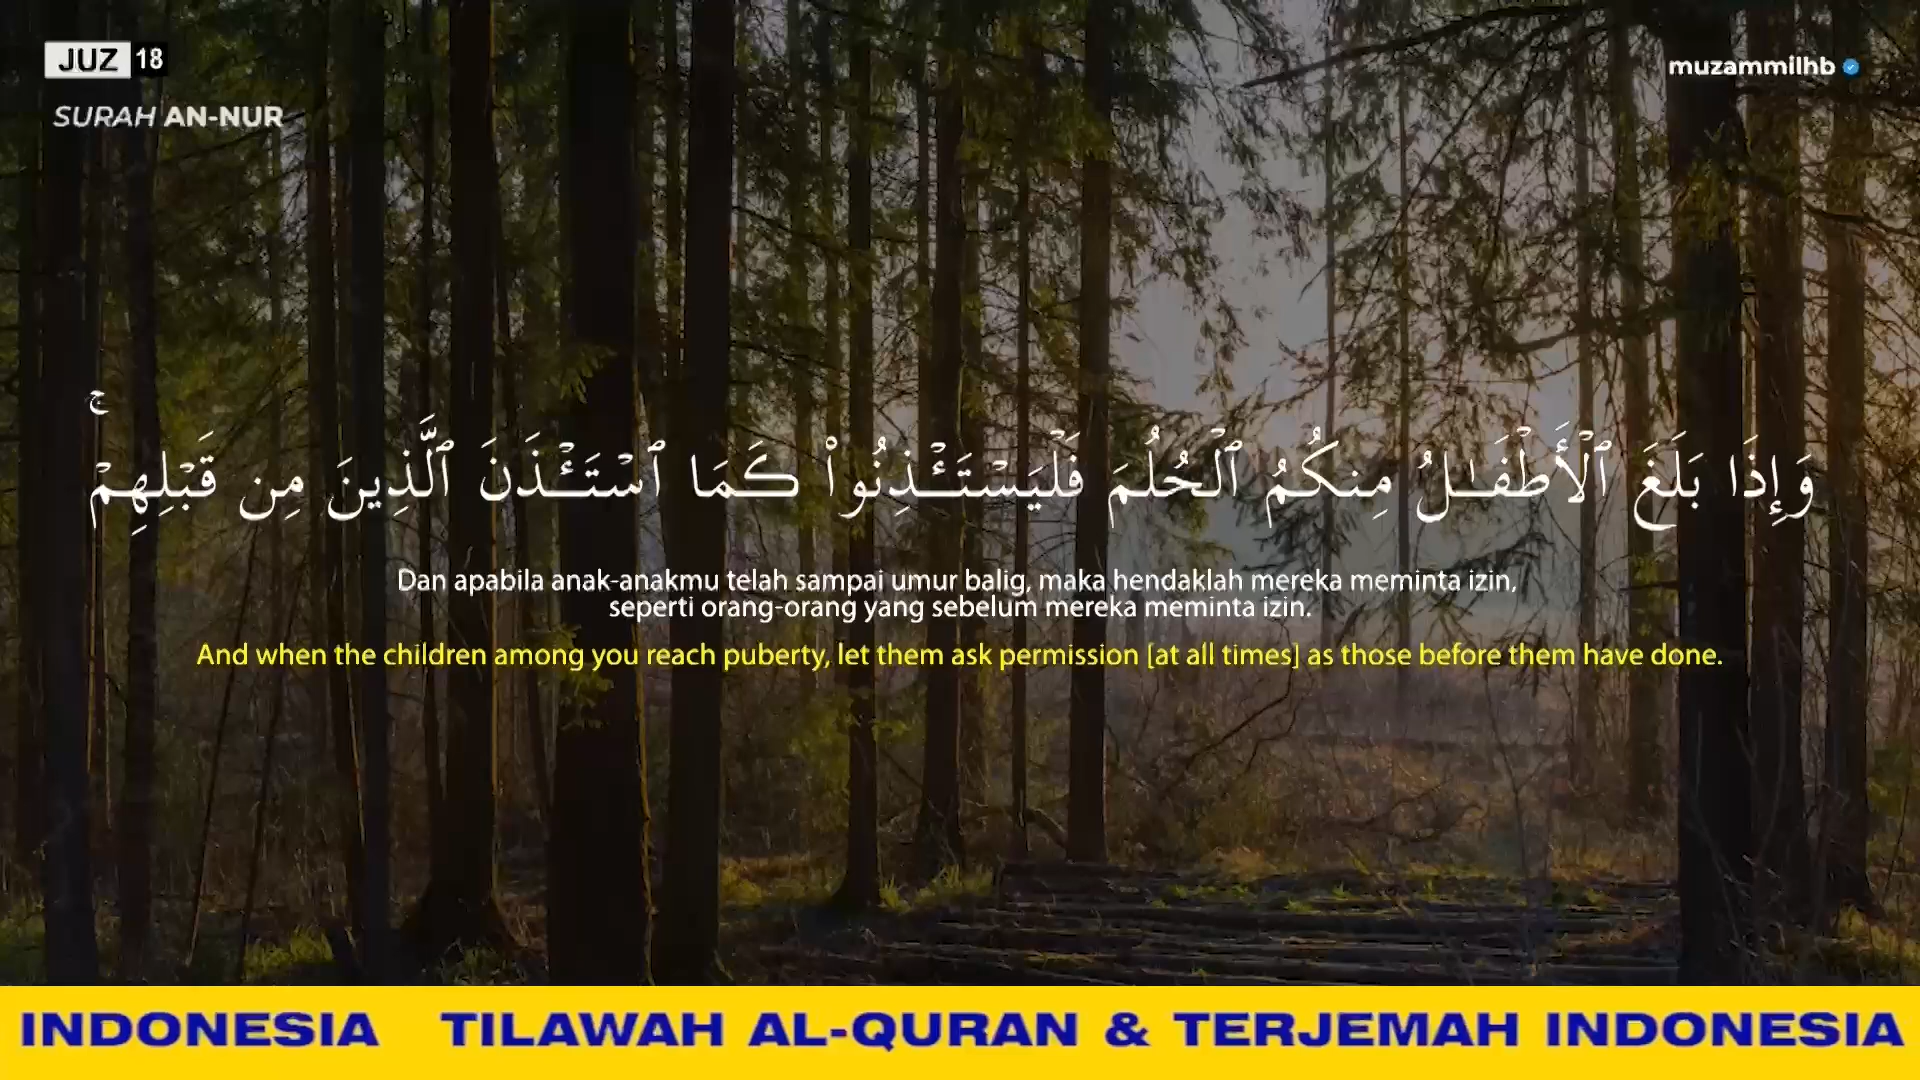 JUZ 18
muzammilhb
SURAH AN-NUR
وَإِذَا بَلَغَ ٱلْأَطْفَـٰلُ مِنكُمُ ٱلْحُلُمَ فَلْيَسْتَـْٔذِنُوا۟ كَمَا ٱسْتَـْٔذَنَ ٱلَّذِينَ مِن قَبْلِهِمْ ۚ
Dan apabila anak-anakmu telah sampai umur balig, maka hendaklah mereka meminta izin,
seperti orang-orang yang sebelum mereka meminta izin.
And when the children among you reach puberty, let them ask permission [at all times] as those before them have done.
INDONESIA TILAWAH AL-QURAN & TERJEMAH INDONESIA